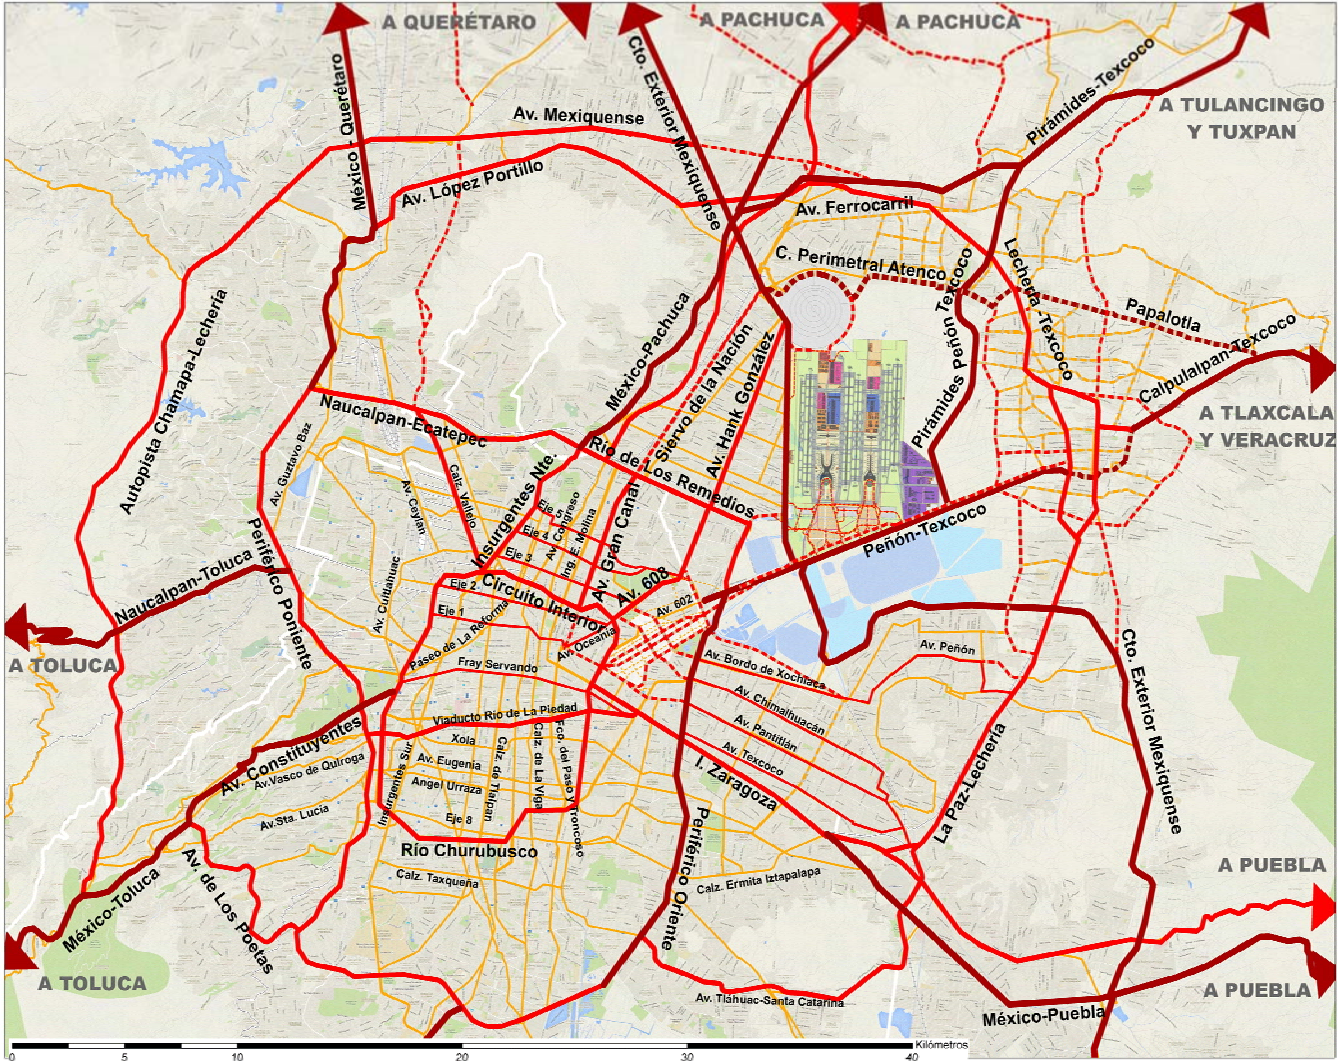 A QUERÉTARO
A PACHUCA
A PACHUCA
México - Querétaro
Cto. Exterior Mexiquense
Av. Mexiquense
Pirámides-Texcoco
A TULANCINGO
Y TUXPAN
Av. López Portillo
Av. Ferrocarril
C. Perimetral Atenco
Lechería - Texcoco
Papalotla
Calpulalpan-Texcoco
Autopista Chamapa-Lechería
México-Pachuca
Siervo de la Nación
Av. Hank González
Pirámides Peñón Texcoco
A TLAXCALA
Y VERACRUZ
Naucalpan-Ecatepec
Río de Los Remedios
Av. Guztavo Baz
Calz. Vallejo
Av. Ceylán
Insurgentes Nte.
Eje 5
Eje 4
Eje 3
Av. Congreso
Ing. E. Molina
Av. Gran Canal
Peñón-Texcoco
Periférico Poniente
Naucalpan-Toluca
Av. Cuitlahuac
Eje 2
Circuito Interior
Av. 608
Av. 602
Eje 1
Paseo de La Reforma
Av. Oceanía
A TOLUCA
Fray Servando
Av. Peñón
Av. Bordo de Xochiaca
Cto. Exterior Mexiquense
Av. Chimalhuacán
Viaducto Río de La Piedad
Av. Pantitlán
Av. Constituyentes
Xola
Av. Texcoco
Av.Vasco de Quiroga
Av. Eugenia
I. Zaragoza
Insurgentes Sur
Calz. de Tlalpan
Calz. de La Viga
Fco. del Paso y Troncoso
Angel Urraza
La Paz-Lechería
Av.Sta. Lucía
Eje 8
Río Churubusco
Periférico Oriente
A PUEBLA
Av. de Los Poetas
Calz. Taxqueña
Calz. Ermita Iztapalapa
México-Toluca
A TOLUCA
A PUEBLA
Av. Tláhuac-Santa Catarina
México-Puebla
Kilómetros
0 5 10 20 30 40